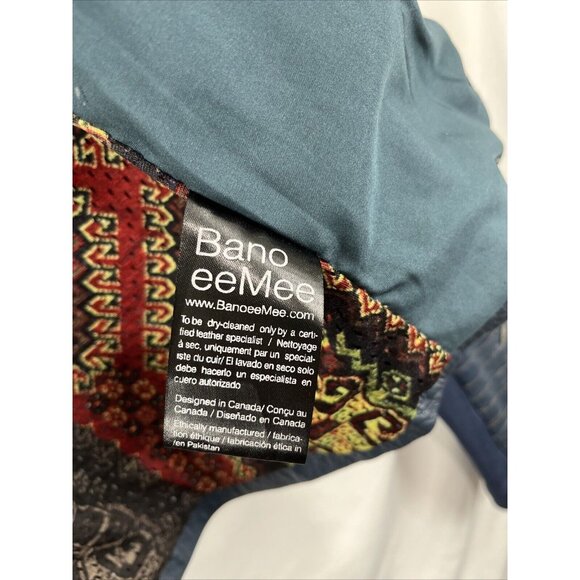 Bano
eeMee
www.BanoeeMee.com
To be dry-cleaned only by a certi-
fied leather specialist / Nettoyage
à sec, uniquement par un special-
iste du cuir/ El lavado en seco solo
debe hacerlo un especialista en
cuero autorizado
Designed in Canada/ Conçu au
Canada / Diseñado en Canada
Ethically manufactured / fabrica-
tion éthique / fabricación ética in
/en Pakistan